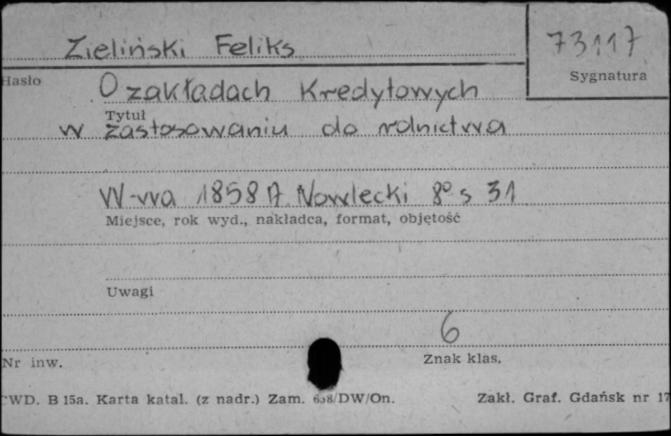 Zieliński Feliks
73117
Hasło
Sygnatura
O zakładach Kredytowych
Tytuł
w zastosowaniu do rolnictwa
W-wa 1858 A. Nowolecki 8° s 31
Miejsce, rok wyd., nakładca, format, objętość
Uwagi
6
Nr inw.
Znak klas.
WD. B 15a. Karta katal. (z nadr.) Zam. 638/DW/On.
Zakł. Graf. Gdańsk nr 17